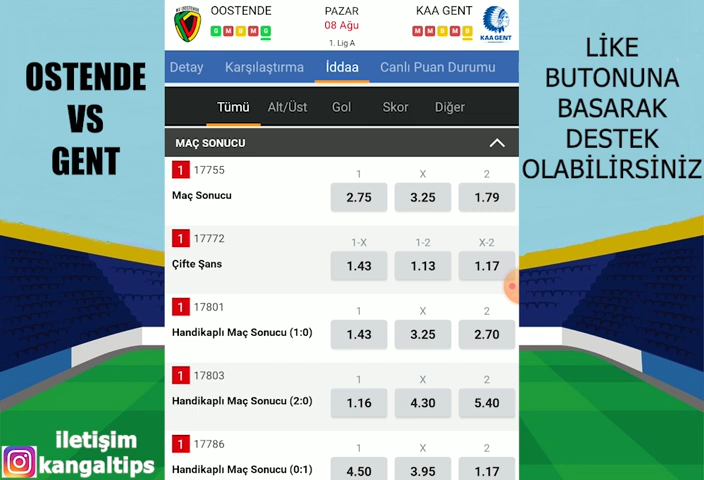 OSTENDE
VS
GENT
KV OOSTENDE
OOSTENDE
G M B M G
PAZAR
08 Ağu
1. Lig A
KAA GENT
M M B M B
KAA GENT
Detay Karşılaştırma İddaa Canlı Puan Durumu
Tümü Alt/Üst Gol Skor Diğer
MAÇ SONUCU
1 17755
Maç Sonucu
1 X 2
2.75 3.25 1.79
1 17772
Çifte Şans
1-X 1-2 X-2
1.43 1.13 1.17
1 17801
Handikaplı Maç Sonucu (1:0)
1 X 2
1.43 3.25 2.70
1 17803
Handikaplı Maç Sonucu (2:0)
1 X 2
1.16 4.30 5.40
1 17786
Handikaplı Maç Sonucu (0:1)
1 X 2
4.50 3.95 1.17
LİKE
BUTONUNA
BASARAK
DESTEK
OLABİLİRSİNİZ
iletişim
kangaltips